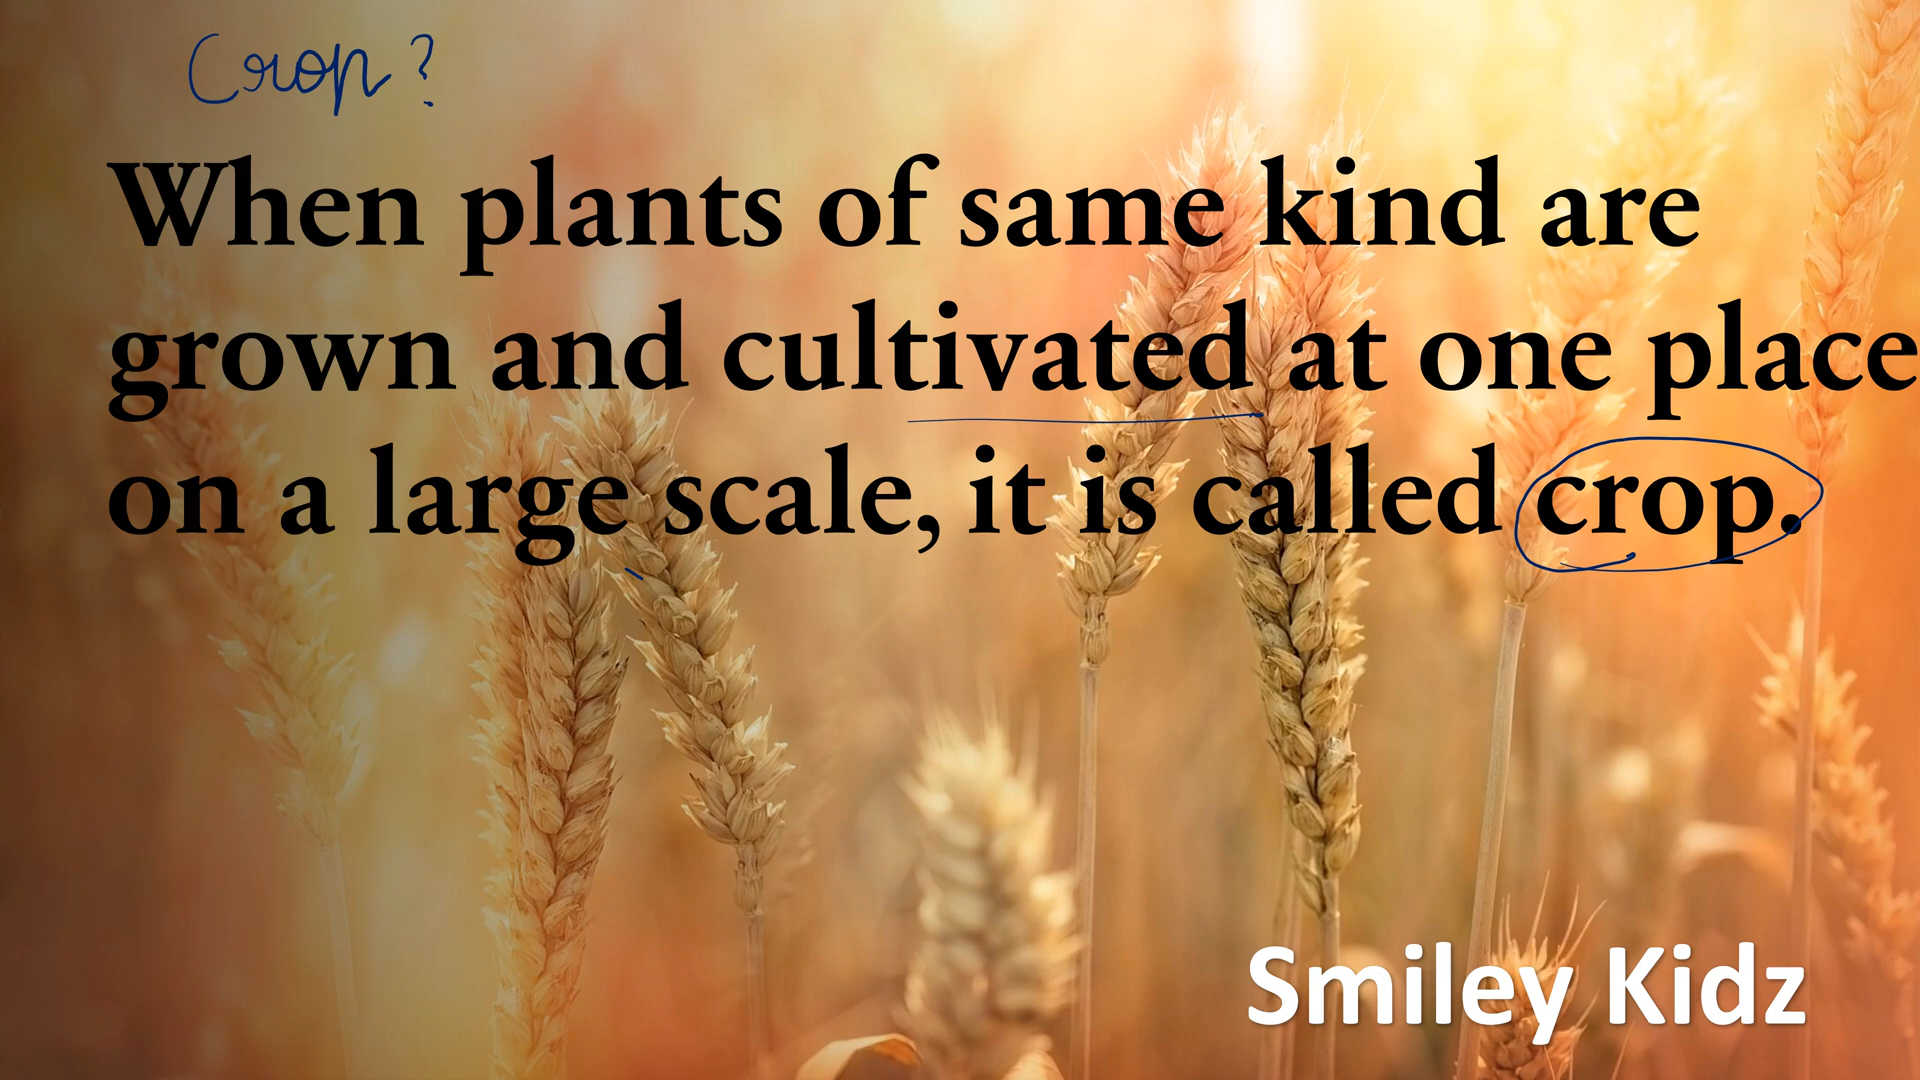 Crop?
When plants of same kind are
grown and cultivated at one place
on a large scale, it is called crop.
Smiley Kidz